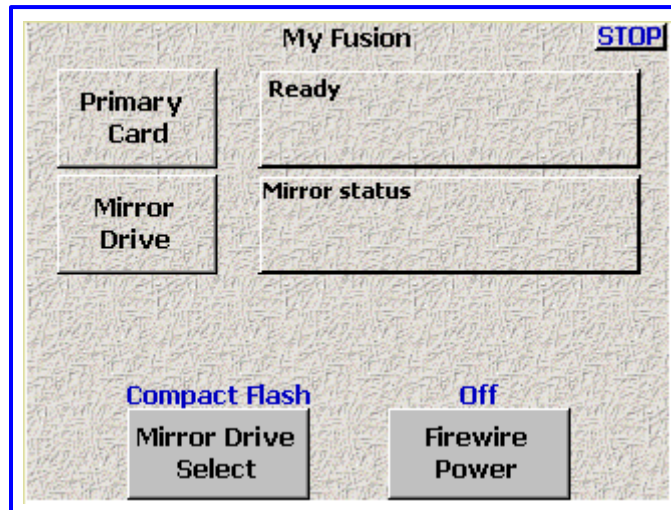 My Fusion
STOP
Primary
Card
Ready
Mirror
Drive
Mirror status
Compact Flash
Mirror Drive
Select
Off
Firewire
Power